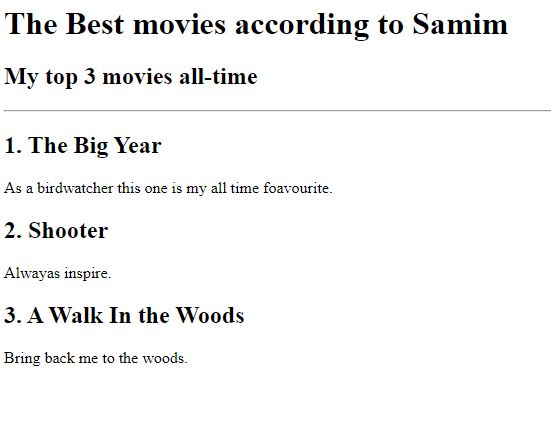 The Best movies according to Samim
My top 3 movies all-time
1. The Big Year
As a birdwatcher this one is my all time foavourite.
2. Shooter
Alwayas inspire.
3. A Walk In the Woods
Bring back me to the woods.